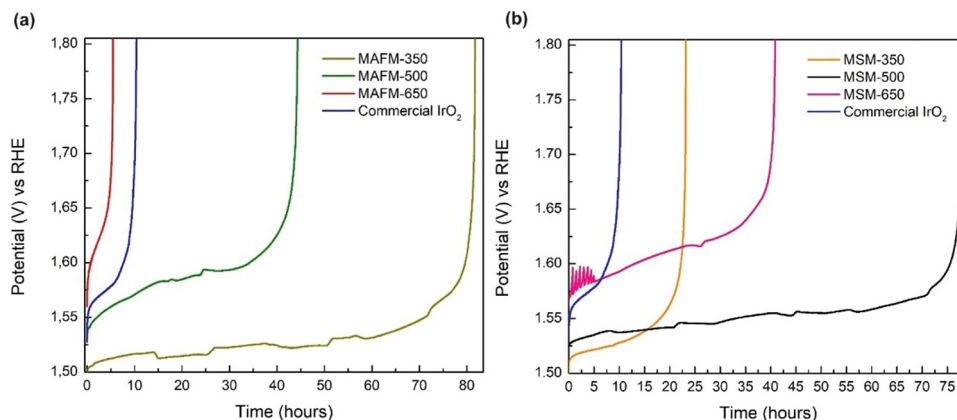 (a)
1,80
1,75
1,70
1,65
1,60
1,55
1,50
Potential (V) vs RHE
MAFM-350
MAFM-500
MAFM-650
Commercial IrO₂
0 10 20 30 40 50 60 70 80
Time (hours)
(b)
1.80
1.75
1.70
1.65
1.60
1.55
1.50
Potential (V) vs RHE
MSM-350
MSM-500
MSM-650
Commercial IrO₂
0 5 10 15 20 25 30 35 40 45 50 55 60 65 70 75
Time (hours)